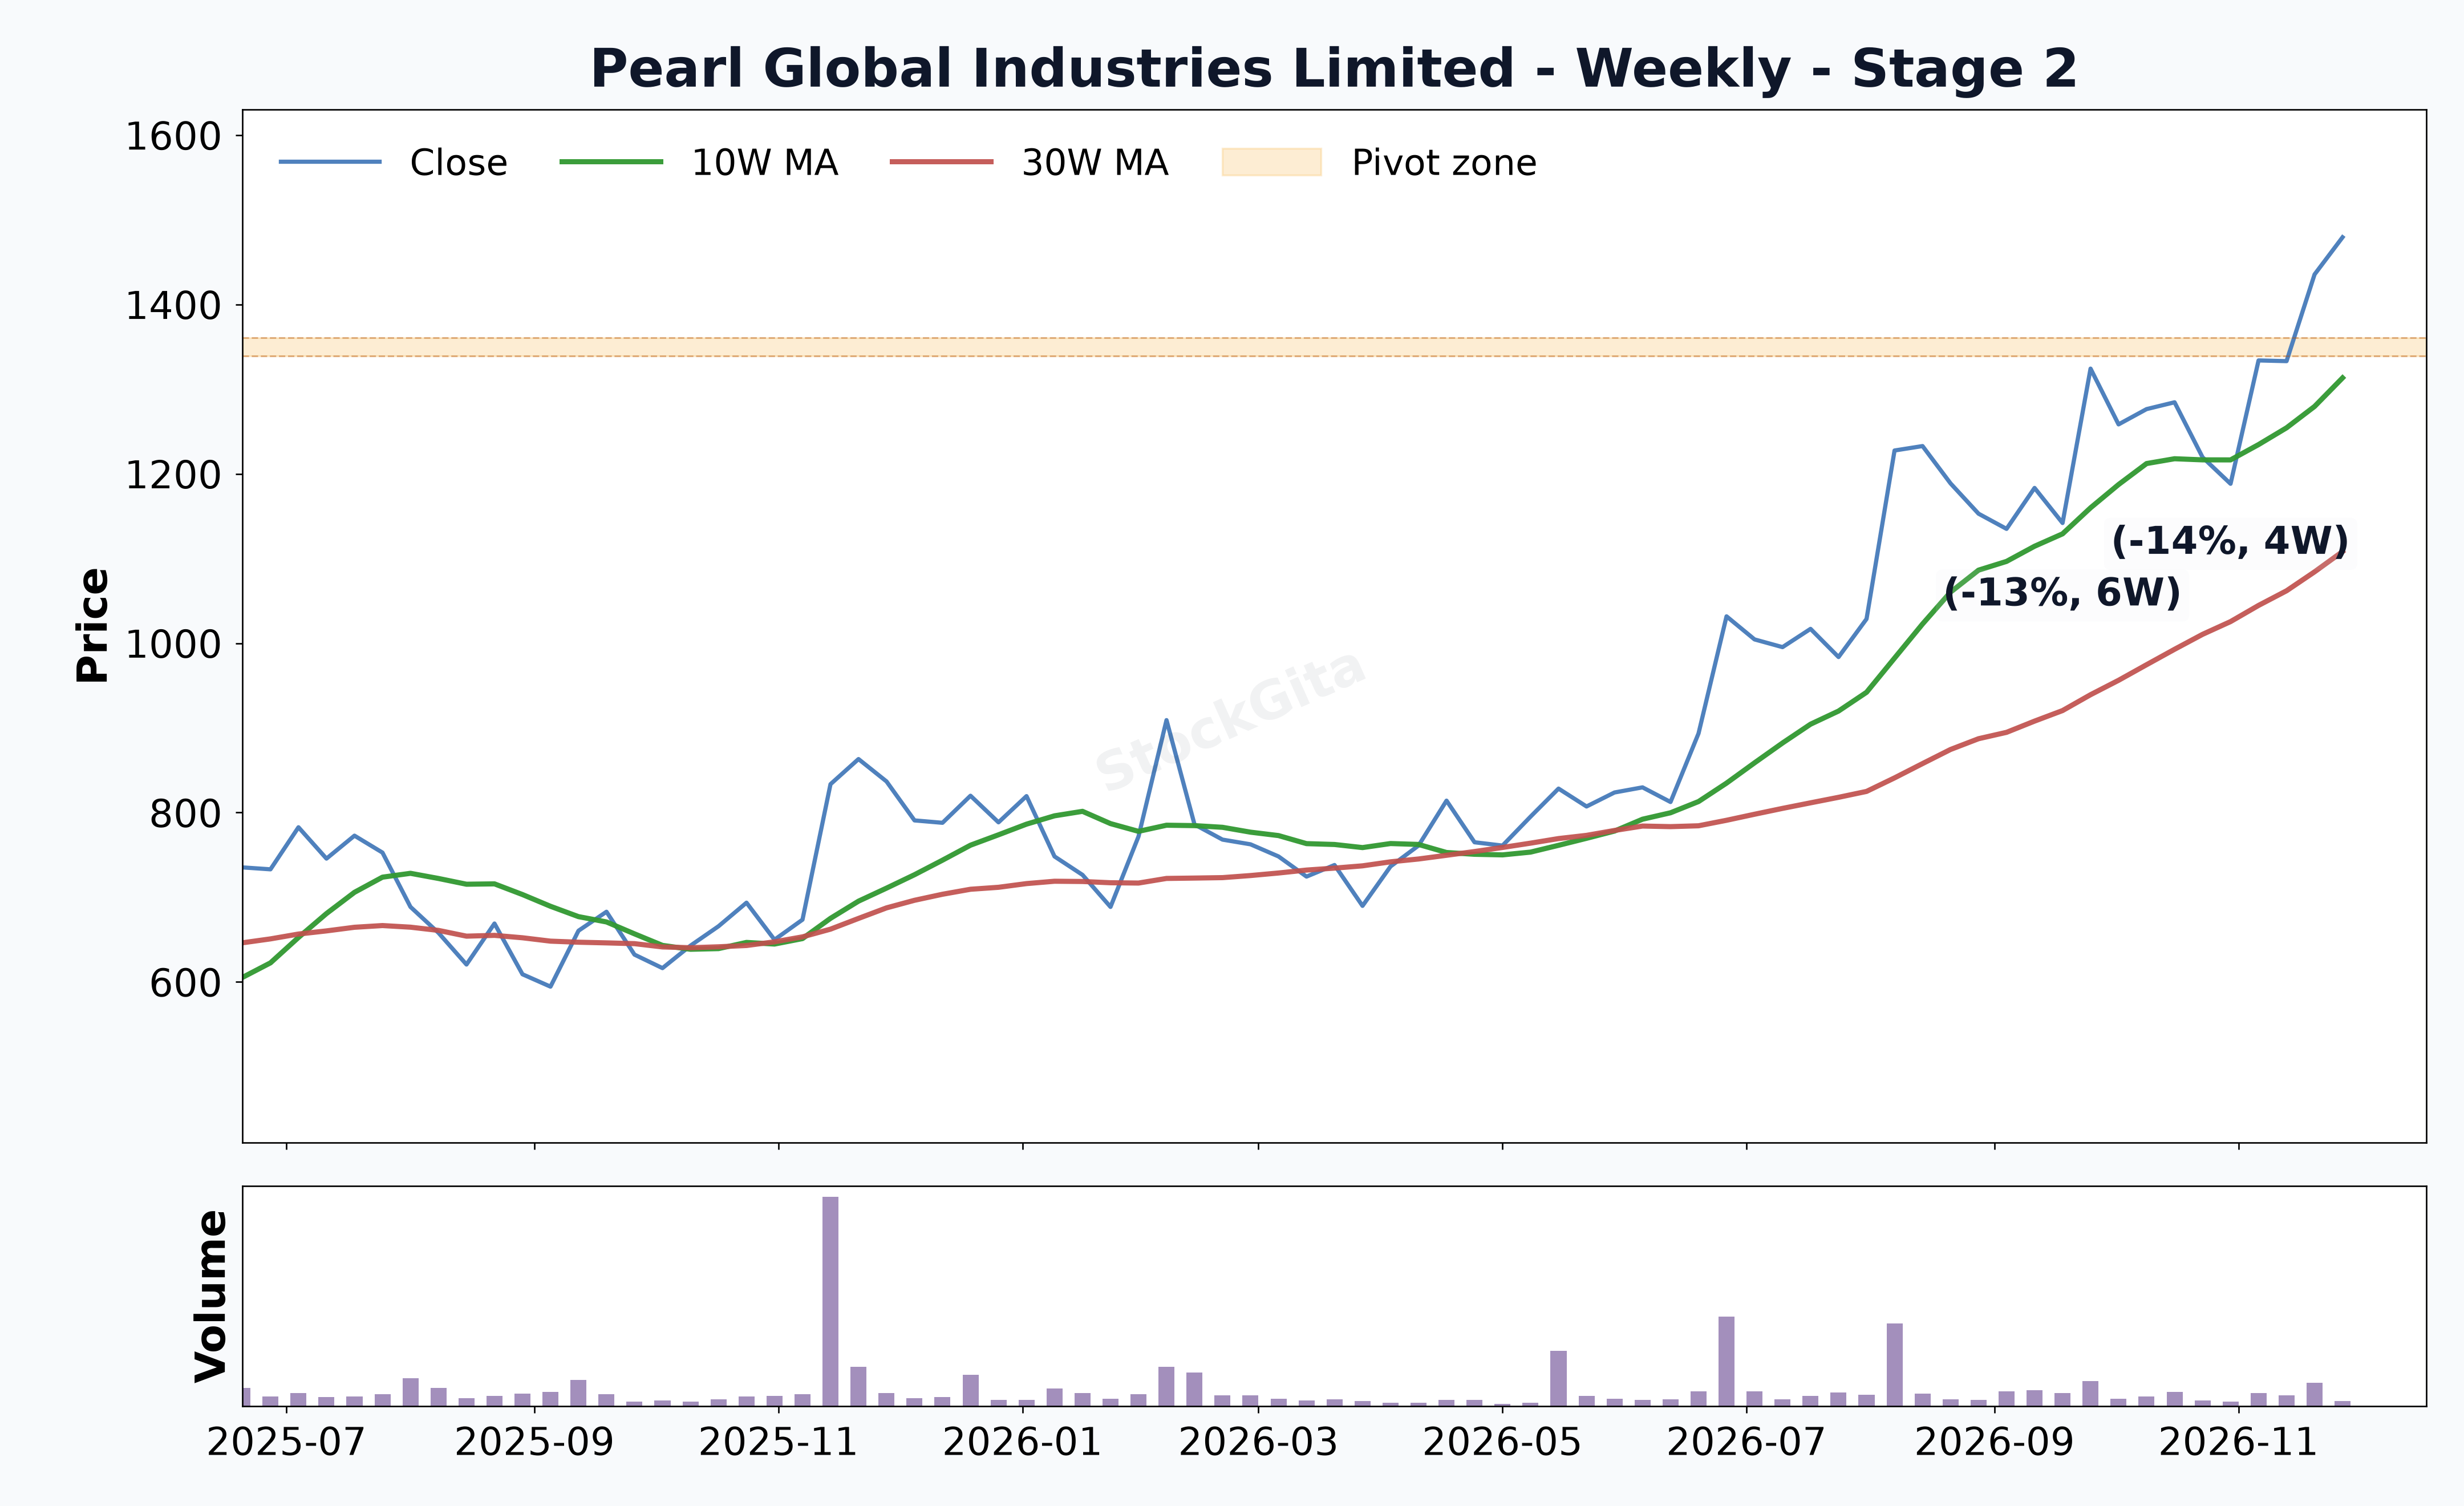 Pearl Global Industries Limited - Weekly - Stage 2
Close 10W MA 30W MA Pivot zone
Price
1600
1400
1200
1000
800
600
(-14%, 4W)
(-13%, 6W)
StockGita
Volume
2025-07 2025-09 2025-11 2026-01 2026-03 2026-05 2026-07 2026-09 2026-11